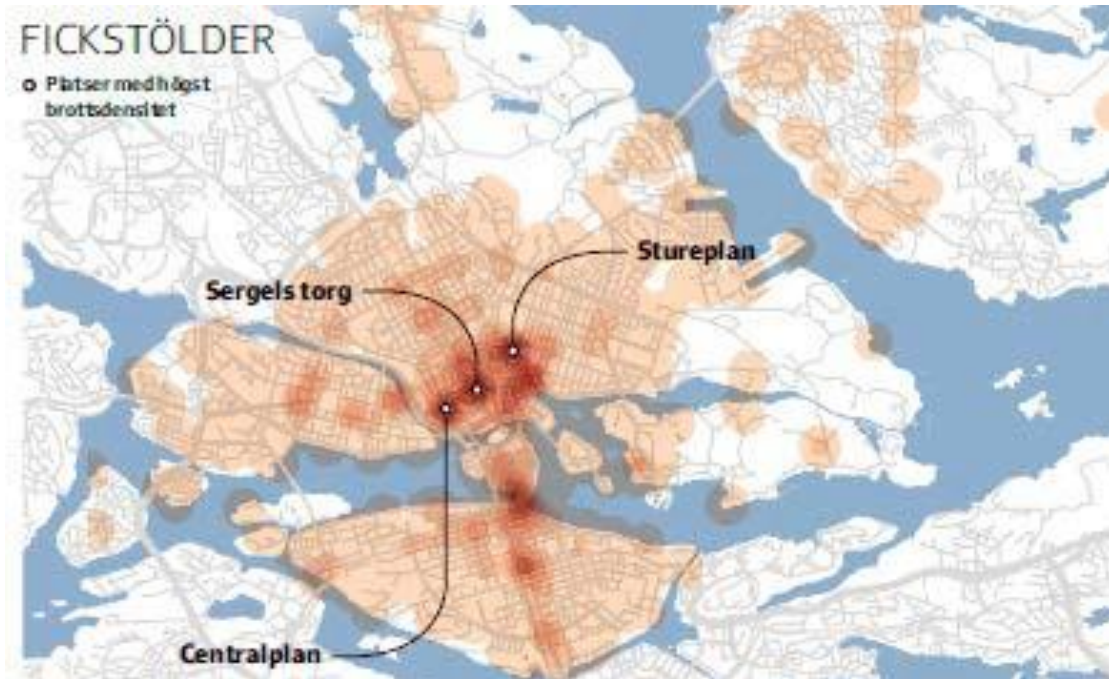 FICKSTÖLDER
Platser med högst
brottsdensitet
Stureplan
Sergels torg
Centralplan